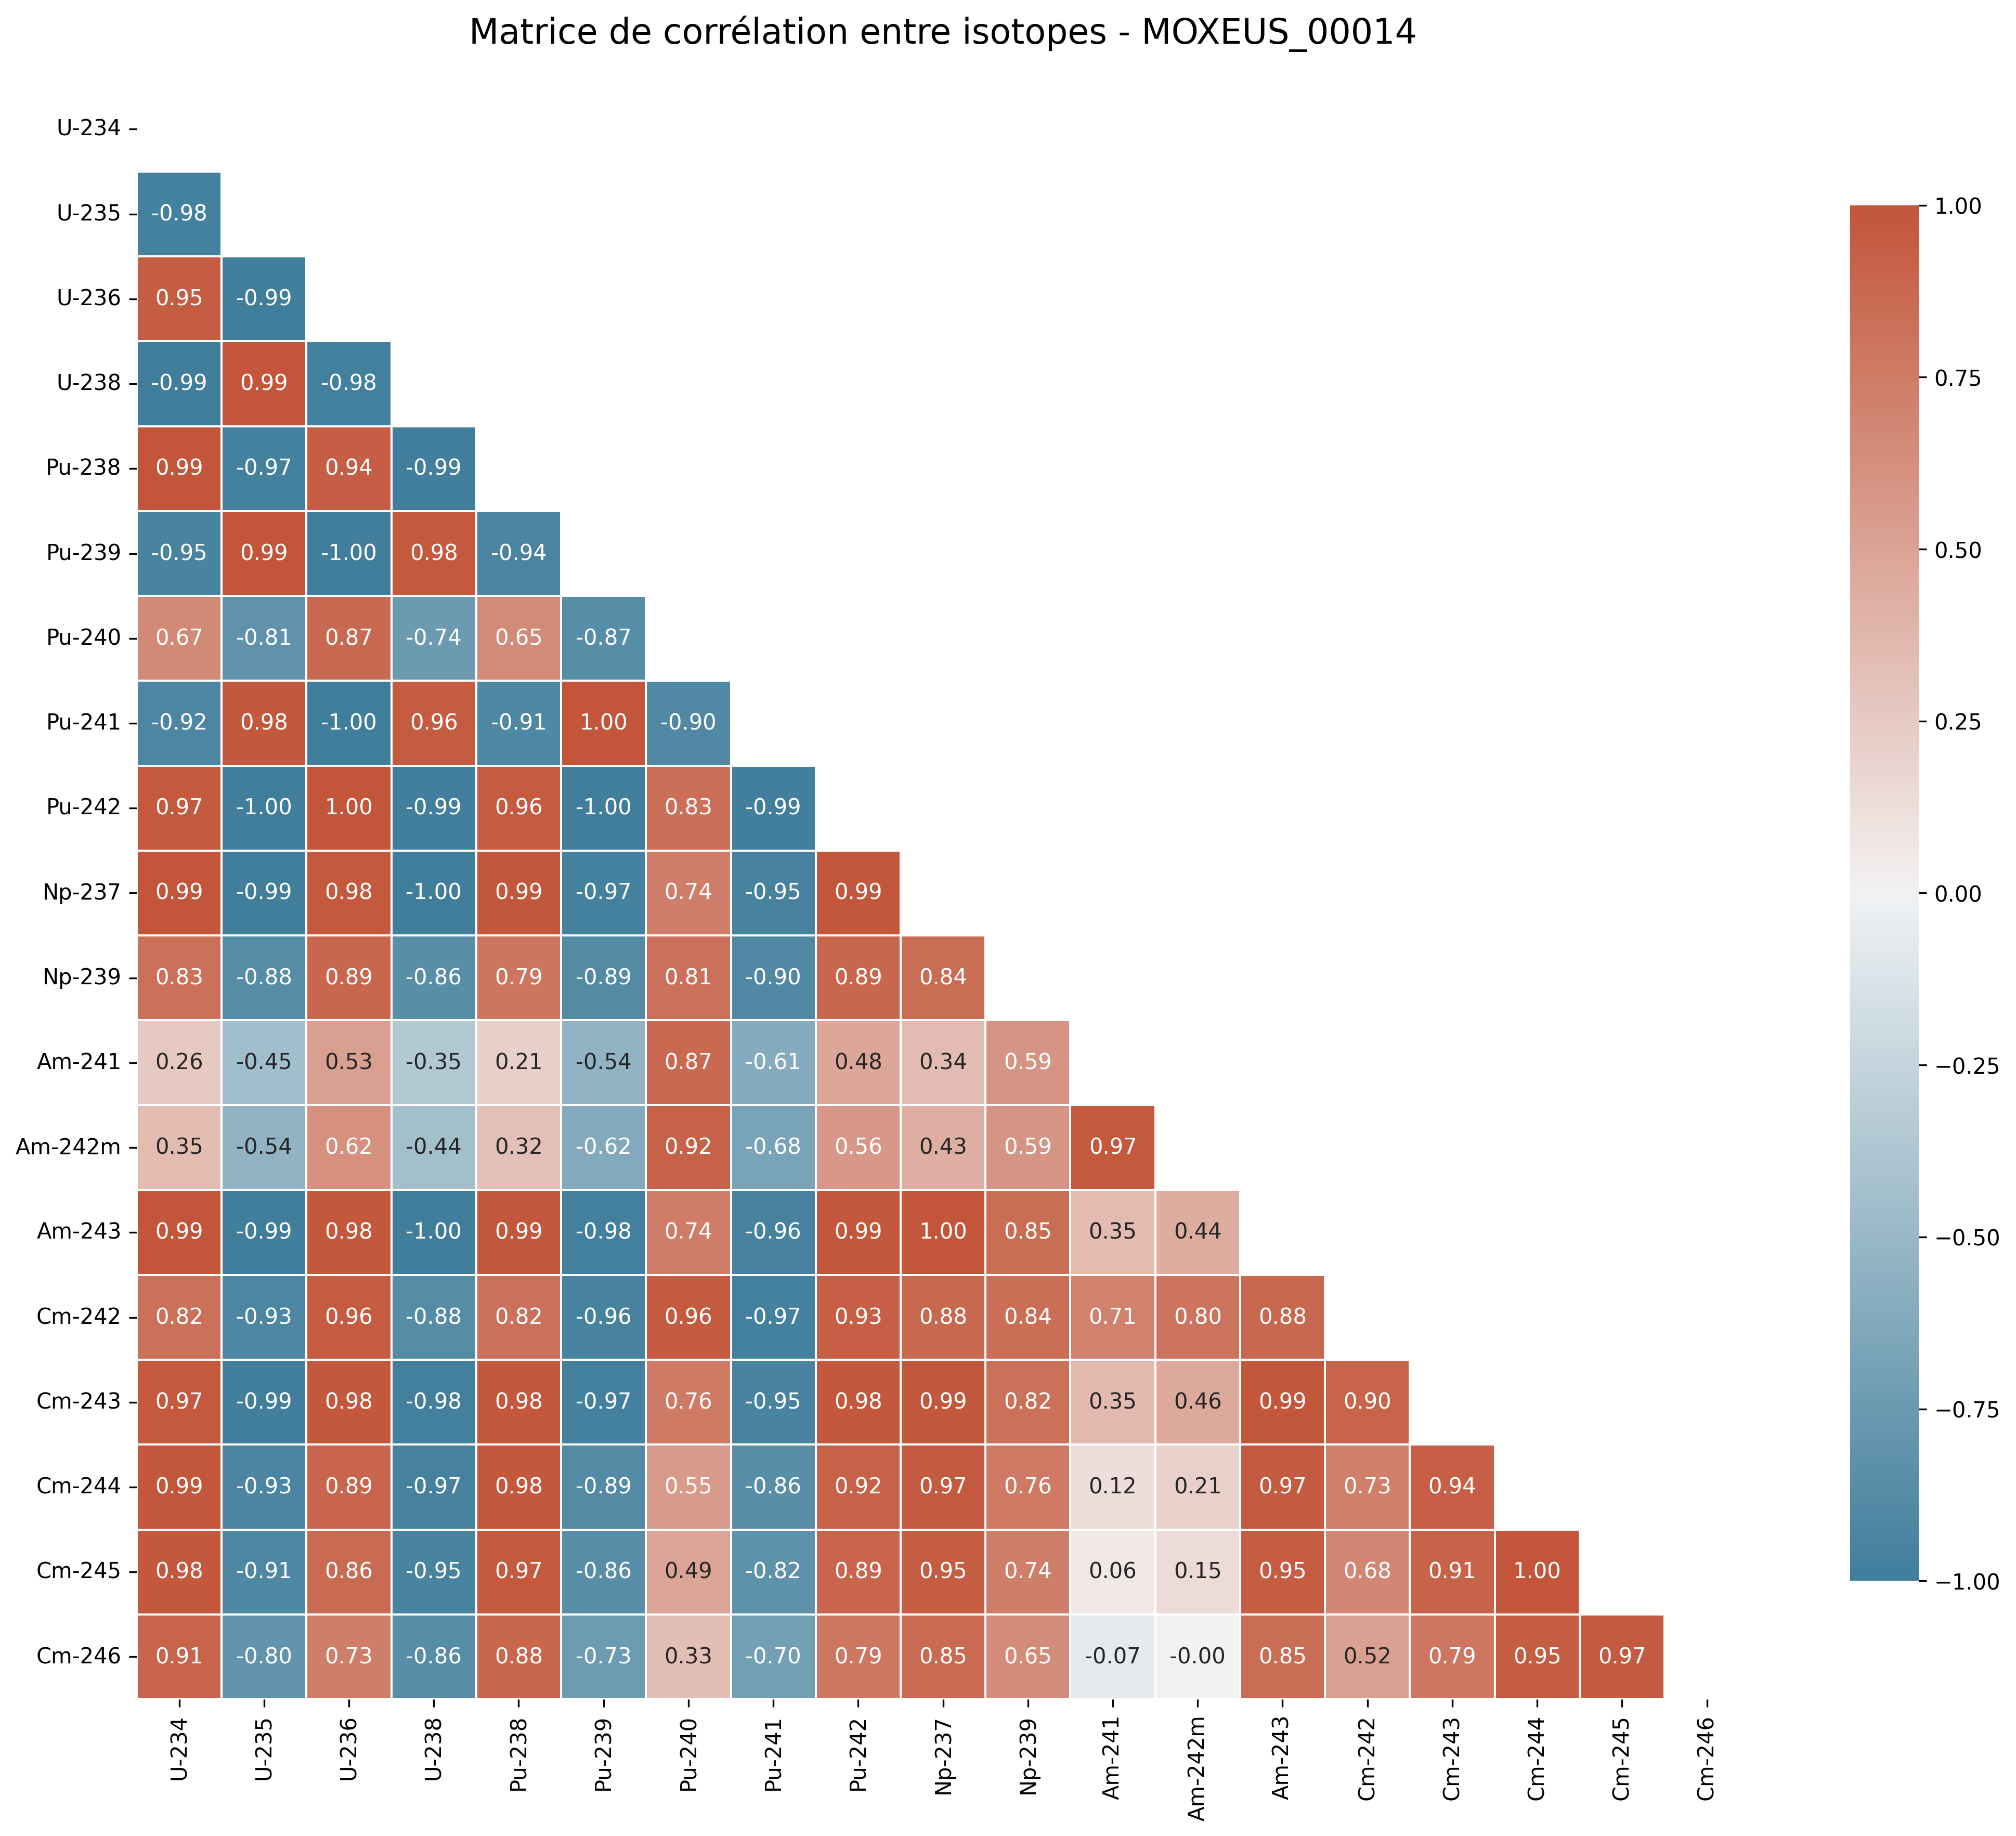 Matrice de corrélation entre isotopes - MOXEUS_00014
U-234
U-235 -0.98
U-236 0.95 -0.99
U-238 -0.99 0.99 -0.98
Pu-238 0.99 -0.97 0.94 -0.99
Pu-239 -0.95 0.99 -1.00 0.98 -0.94
Pu-240 0.67 -0.81 0.87 -0.74 0.65 -0.87
Pu-241 -0.92 0.98 -1.00 0.96 -0.91 1.00 -0.90
Pu-242 0.97 -1.00 1.00 -0.99 0.96 -1.00 0.83 -0.99
Np-237 0.99 -0.99 0.98 -1.00 0.99 -0.97 0.74 -0.95 0.99
Np-239 0.83 -0.88 0.89 -0.86 0.79 -0.89 0.81 -0.90 0.89 0.84
Am-241 0.26 -0.45 0.53 -0.35 0.21 -0.54 0.87 -0.61 0.48 0.34 0.59
Am-242m 0.35 -0.54 0.62 -0.44 0.32 -0.62 0.92 -0.68 0.56 0.43 0.59 0.97
Am-243 0.99 -0.99 0.98 -1.00 0.99 -0.98 0.74 -0.96 0.99 1.00 0.85 0.35 0.44
Cm-242 0.82 -0.93 0.96 -0.88 0.82 -0.96 0.96 -0.97 0.93 0.88 0.84 0.71 0.80 0.88
Cm-243 0.97 -0.99 0.98 -0.98 0.98 -0.97 0.76 -0.95 0.98 0.99 0.82 0.35 0.46 0.99 0.90
Cm-244 0.99 -0.93 0.89 -0.97 0.98 -0.89 0.55 -0.86 0.92 0.97 0.76 0.12 0.21 0.97 0.73 0.94
Cm-245 0.98 -0.91 0.86 -0.95 0.97 -0.86 0.49 -0.82 0.89 0.95 0.74 0.06 0.15 0.95 0.68 0.91 1.00
Cm-246 0.91 -0.80 0.73 -0.86 0.88 -0.73 0.33 -0.70 0.79 0.85 0.65 -0.07 -0.00 0.85 0.52 0.79 0.95 0.97
U-234 U-235 U-236 U-238 Pu-238 Pu-239 Pu-240 Pu-241 Pu-242 Np-237 Np-239 Am-241 Am-242m Am-243 Cm-242 Cm-243 Cm-244 Cm-245 Cm-246
1.00
0.75
0.50
0.25
0.00
−0.25
−0.50
−0.75
−1.00